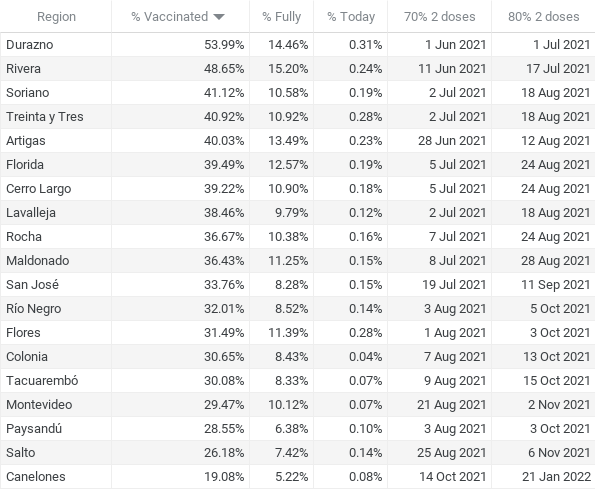 Region % Vaccinated % Fully % Today 70% 2 doses 80% 2 doses
Durazno 53.99% 14.46% 0.31% 1 Jun 2021 1 Jul 2021
Rivera 48.65% 15.20% 0.24% 11 Jun 2021 17 Jul 2021
Soriano 41.12% 10.58% 0.19% 2 Jul 2021 18 Aug 2021
Treinta y Tres 40.92% 10.92% 0.28% 2 Jul 2021 18 Aug 2021
Artigas 40.03% 13.49% 0.23% 28 Jun 2021 12 Aug 2021
Florida 39.49% 12.57% 0.19% 5 Jul 2021 24 Aug 2021
Cerro Largo 39.22% 10.90% 0.18% 5 Jul 2021 24 Aug 2021
Lavalleja 38.46% 9.79% 0.12% 2 Jul 2021 18 Aug 2021
Rocha 36.67% 10.38% 0.16% 7 Jul 2021 24 Aug 2021
Maldonado 36.43% 11.25% 0.15% 8 Jul 2021 28 Aug 2021
San José 33.76% 8.28% 0.15% 19 Jul 2021 11 Sep 2021
Río Negro 32.01% 8.52% 0.14% 3 Aug 2021 5 Oct 2021
Flores 31.49% 11.39% 0.28% 1 Aug 2021 3 Oct 2021
Colonia 30.65% 8.43% 0.04% 7 Aug 2021 13 Oct 2021
Tacuarembó 30.08% 8.33% 0.07% 9 Aug 2021 15 Oct 2021
Montevideo 29.47% 10.12% 0.07% 21 Aug 2021 2 Nov 2021
Paysandú 28.55% 6.38% 0.10% 3 Aug 2021 3 Oct 2021
Salto 26.18% 7.42% 0.14% 25 Aug 2021 6 Nov 2021
Canelones 19.08% 5.22% 0.08% 14 Oct 2021 21 Jan 2022